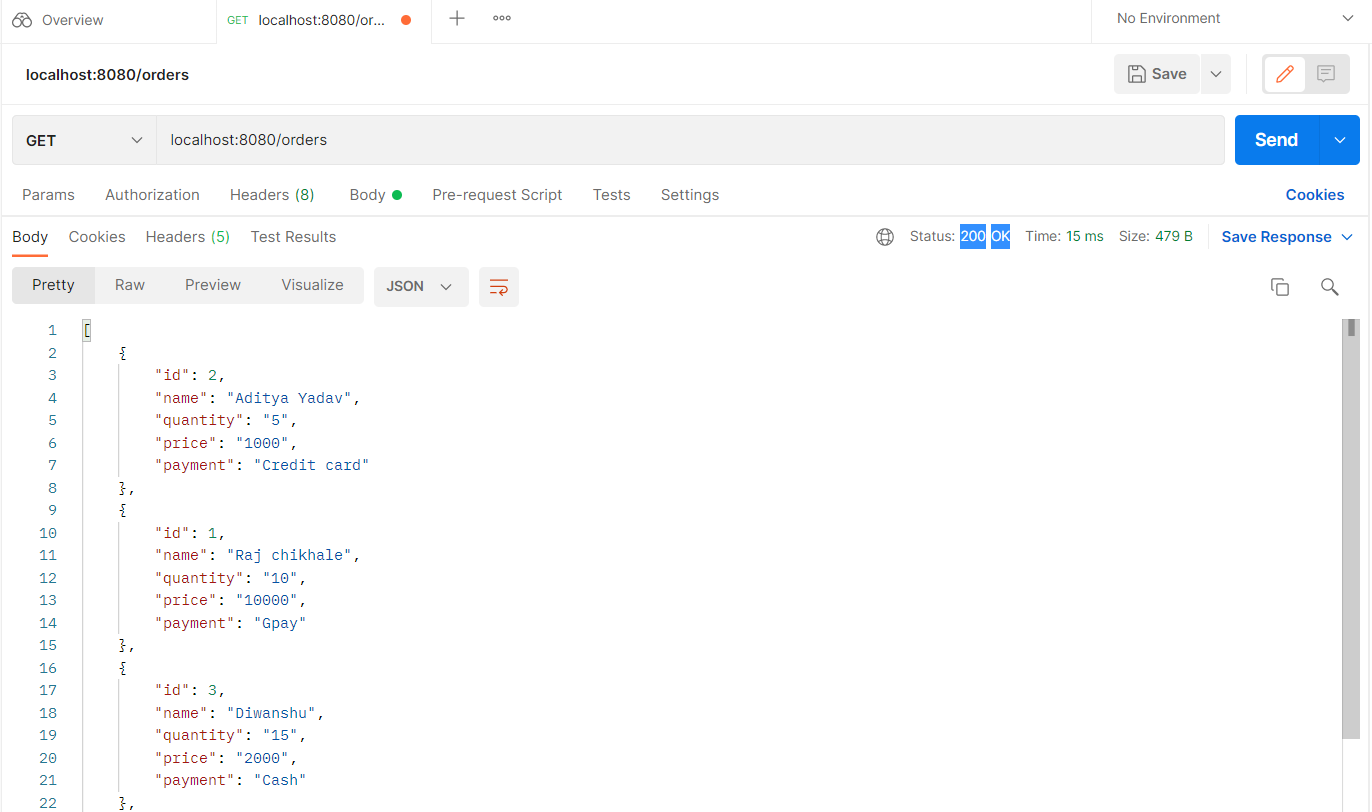 Overview
GET localhost:8080/or...
No Environment
localhost:8080/orders
Save
GET
localhost:8080/orders
Send
Params Authorization Headers (8) Body Pre-request Script Tests Settings Cookies
Body Cookies Headers (5) Test Results Status: 200 OK Time: 15 ms Size: 479 B Save Response
Pretty Raw Preview Visualize JSON
1 [
2 {
3 "id": 2,
4 "name": "Aditya Yadav",
5 "quantity": "5",
6 "price": "1000",
7 "payment": "Credit card"
8 },
9 {
10 "id": 1,
11 "name": "Raj chikhale",
12 "quantity": "10",
13 "price": "10000",
14 "payment": "Gpay"
15 },
16 {
17 "id": 3,
18 "name": "Diwanshu",
19 "quantity": "15",
20 "price": "2000",
21 "payment": "Cash"
22 },